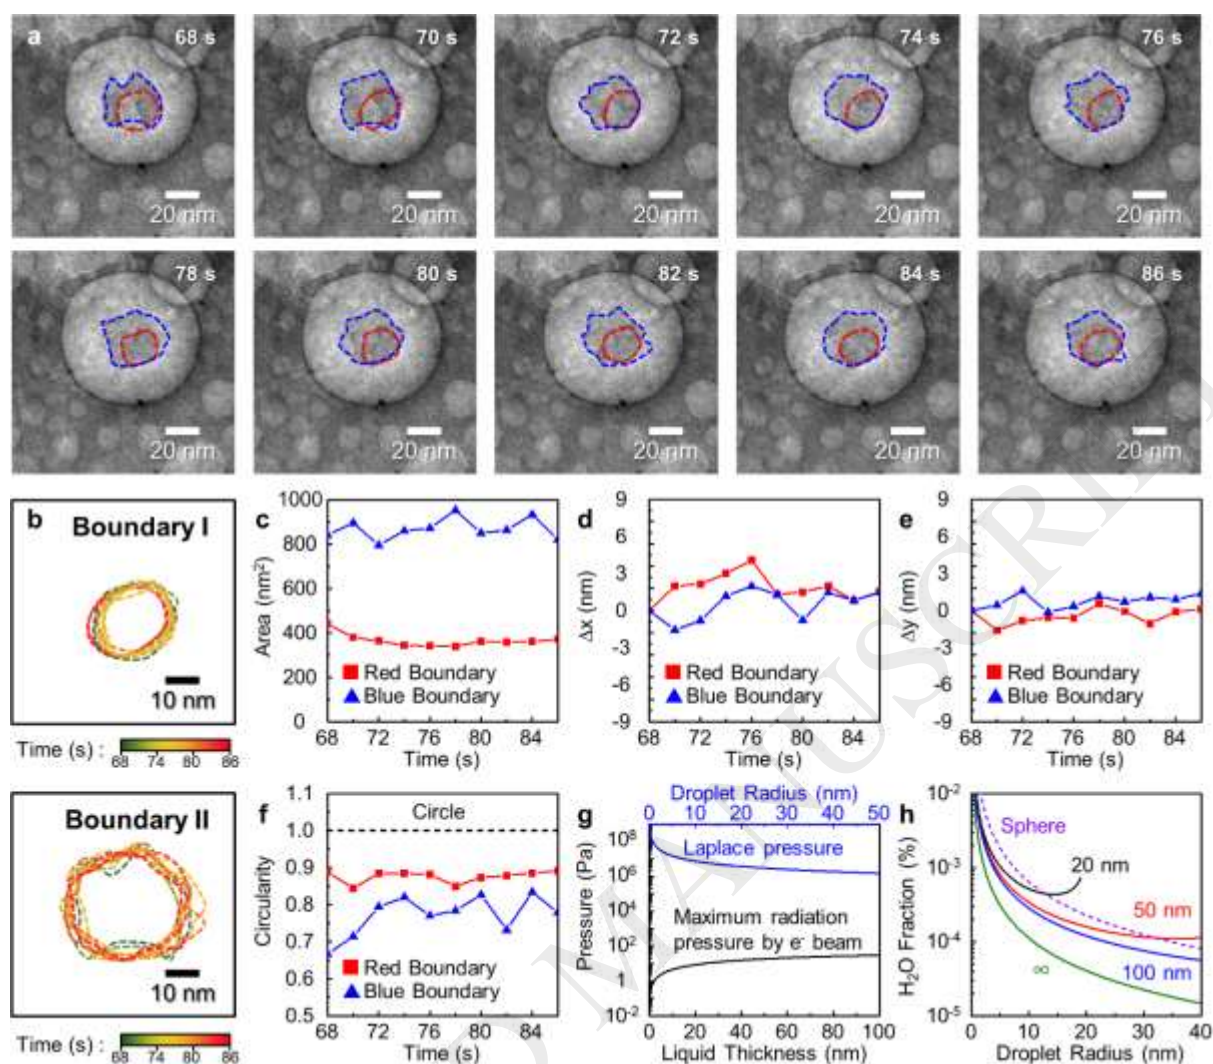 a
68 s
70 s
72 s
74 s
76 s
20 nm
20 nm
20 nm
20 nm
20 nm
78 s
80 s
82 s
84 s
86 s
20 nm
20 nm
20 nm
20 nm
20 nm
b
Boundary I
10 nm
Time (s) :
68 74 80 86
c
Area (nm²)
1000
800
600
400
200
0
Red Boundary
Blue Boundary
68 72 76 80 84
Time (s)
d
Δx (nm)
9
6
3
0
-3
-6
-9
Red Boundary
Blue Boundary
68 72 76 80 84
Time (s)
e
Δy (nm)
9
6
3
0
-3
-6
-9
Red Boundary
Blue Boundary
68 72 76 80 84
Time (s)
Boundary II
10 nm
Time (s) :
68 74 80 86
f
Circularity
1.1
1.0
0.9
0.8
0.7
0.6
0.5
Circle
Red Boundary
Blue Boundary
68 72 76 80 84
Time (s)
g
Droplet Radius (nm)
0 10 20 30 40 50
Pressure (Pa)
10⁸
10⁶
10⁴
10²
1
10⁻²
Laplace pressure
Maximum radiation
pressure by e⁻ beam
0 20 40 60 80 100
Liquid Thickness (nm)
h
H₂O Fraction (%)
10⁻²
10⁻³
10⁻⁴
10⁻⁵
Sphere
20 nm
50 nm
100 nm
∞
0 10 20 30 40
Droplet Radius (nm)
D MANUSCRIPT